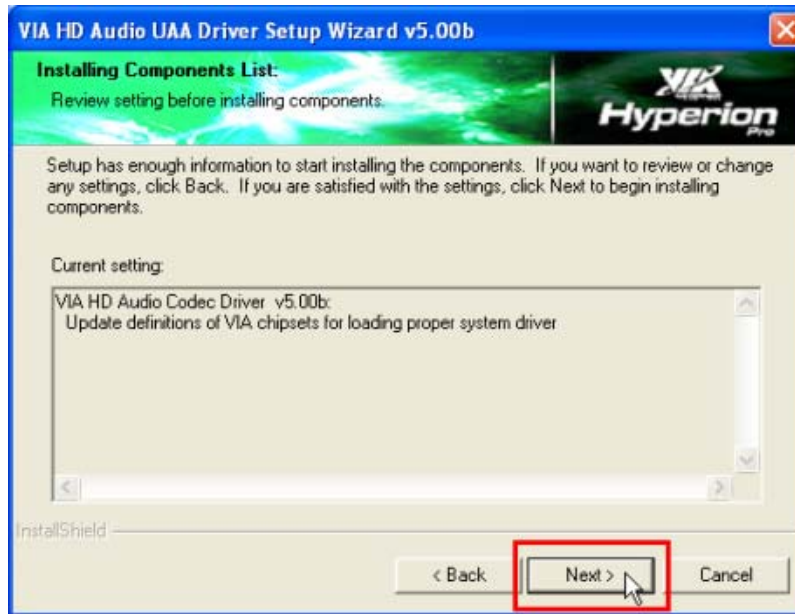 VIA HD Audio UAA Driver Setup Wizard v5.00b
Installing Components List:
Review setting before installing components.
VIA
Hyperion
Pro
Setup has enough information to start installing the components. If you want to review or change
any settings, click Back. If you are satisfied with the settings, click Next to begin installing
components.
Current setting:
VIA HD Audio Codec Driver v5.00b:
Update definitions of VIA chipsets for loading proper system driver
InstallShield
< Back
Next >
Cancel